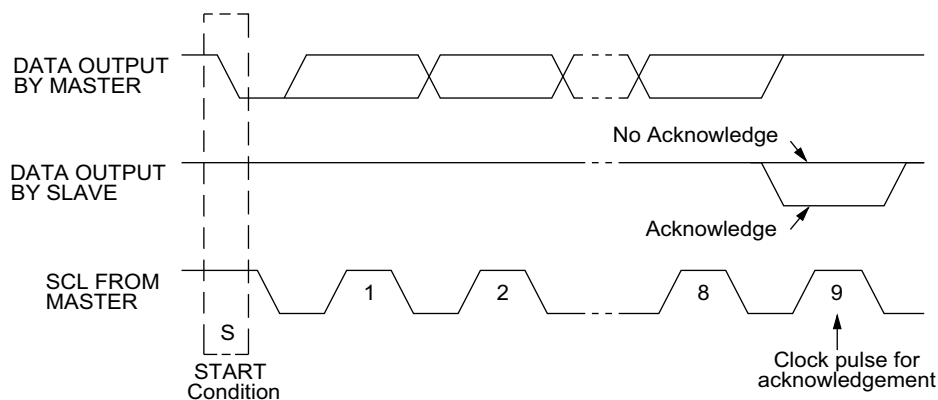 DATA OUTPUT
BY MASTER
No Acknowledge
DATA OUTPUT
BY SLAVE
Acknowledge
SCL FROM
MASTER
1
2
8
9
S
START
Condition
Clock pulse for
acknowledgement